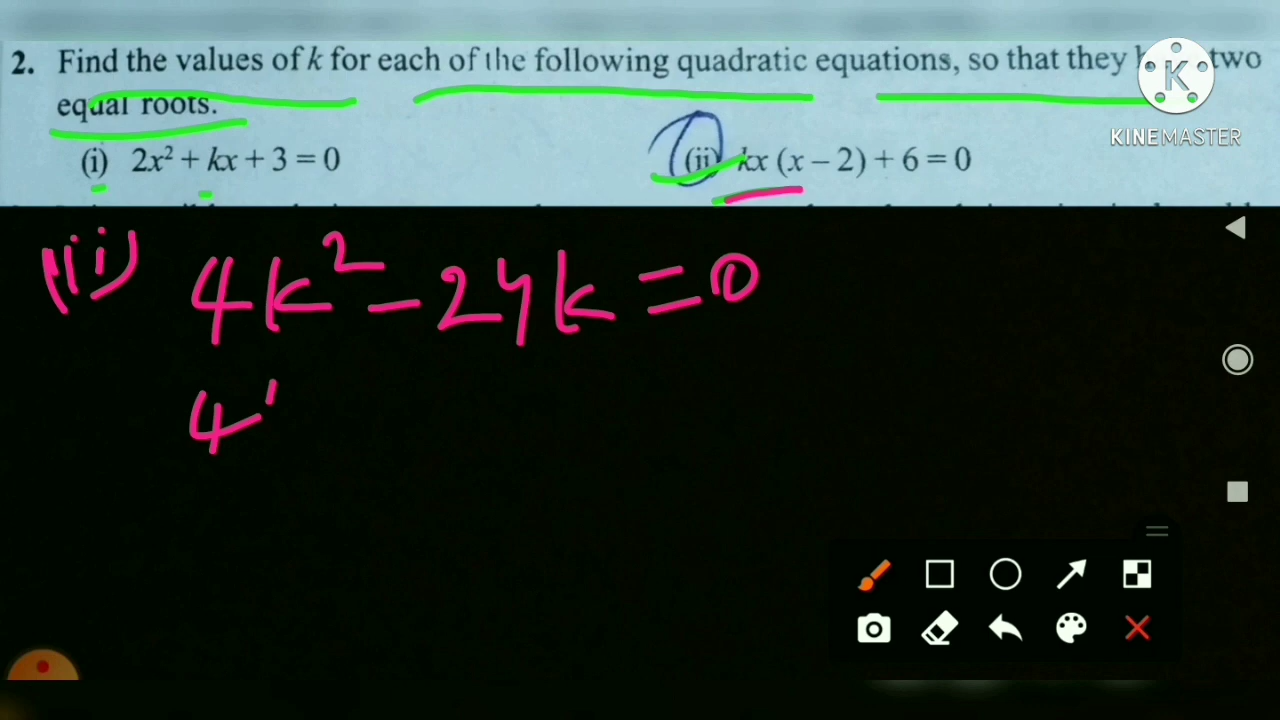 2. Find the values of k for each of the following quadratic equations, so that they two
equal roots.
(i) 2x² + kx + 3 = 0 (ii) kx (x – 2) + 6 = 0
K
KINEMASTER
(ii) 4k² - 24k = 0
4